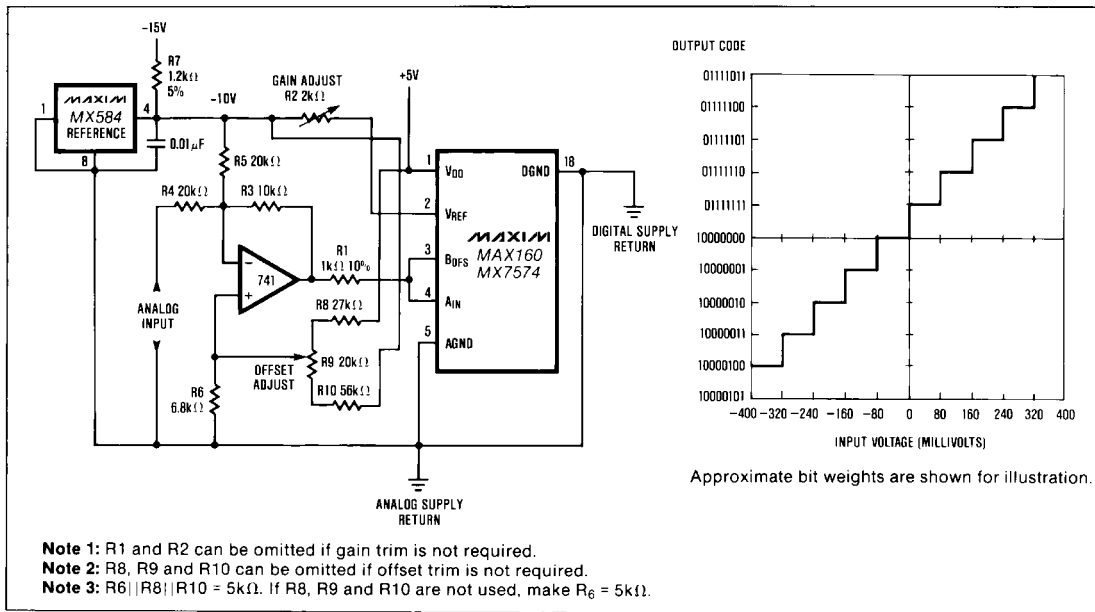 -15V
R7
1.2kΩ
5%
MAXIM
MX584
REFERENCE
1
4
8
-10V
0.01μF
GAIN ADJUST
R2 2kΩ
+5V
R5 20kΩ
R4 20kΩ
R3 10kΩ
741
−
+
ANALOG
INPUT
R1
1kΩ 10%
R8 27kΩ
R9 20kΩ
OFFSET
ADJUST
R10 56kΩ
R6
6.8kΩ
1
VDD
DGND
18
2
VREF
MAXIM
MAX160
MX7574
3
BOFS
4
AIN
5
AGND
DIGITAL SUPPLY
RETURN
ANALOG SUPPLY
RETURN
OUTPUT CODE
01111011
01111100
01111101
01111110
01111111
10000000
10000001
10000010
10000011
10000100
10000101
-400 -320 -240 -160 -80 0 80 160 240 320 400
INPUT VOLTAGE (MILLIVOLTS)
Approximate bit weights are shown for illustration.
Note 1: R1 and R2 can be omitted if gain trim is not required.
Note 2: R8, R9 and R10 can be omitted if offset trim is not required.
Note 3: R6||R8||R10 = 5kΩ. If R8, R9 and R10 are not used, make R6 = 5kΩ.